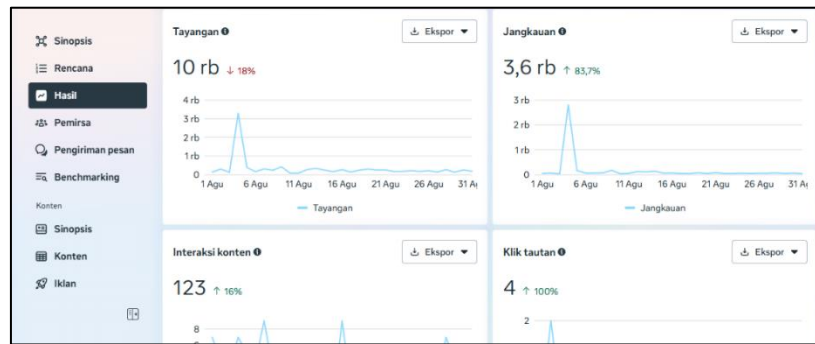 Sinopsis
Rencana
Hasil
Pemirsa
Pengiriman pesan
Benchmarking
Konten
Sinopsis
Konten
Iklan
Tayangan
Ekspor
10 rb ↓ 18%
4 rb
3 rb
2 rb
1 rb
0
1 Agu 6 Agu 11 Agu 16 Agu 21 Agu 26 Agu 31 A
Tayangan
Jangkauan
Ekspor
3,6 rb ↑ 83,7%
3 rb
2 rb
1 rb
0
1 Agu 6 Agu 11 Agu 16 Agu 21 Agu 26 Agu 31 A
Jangkauan
Interaksi konten
Ekspor
123 ↑ 16%
8
Klik tautan
Ekspor
4 ↑ 100%
2